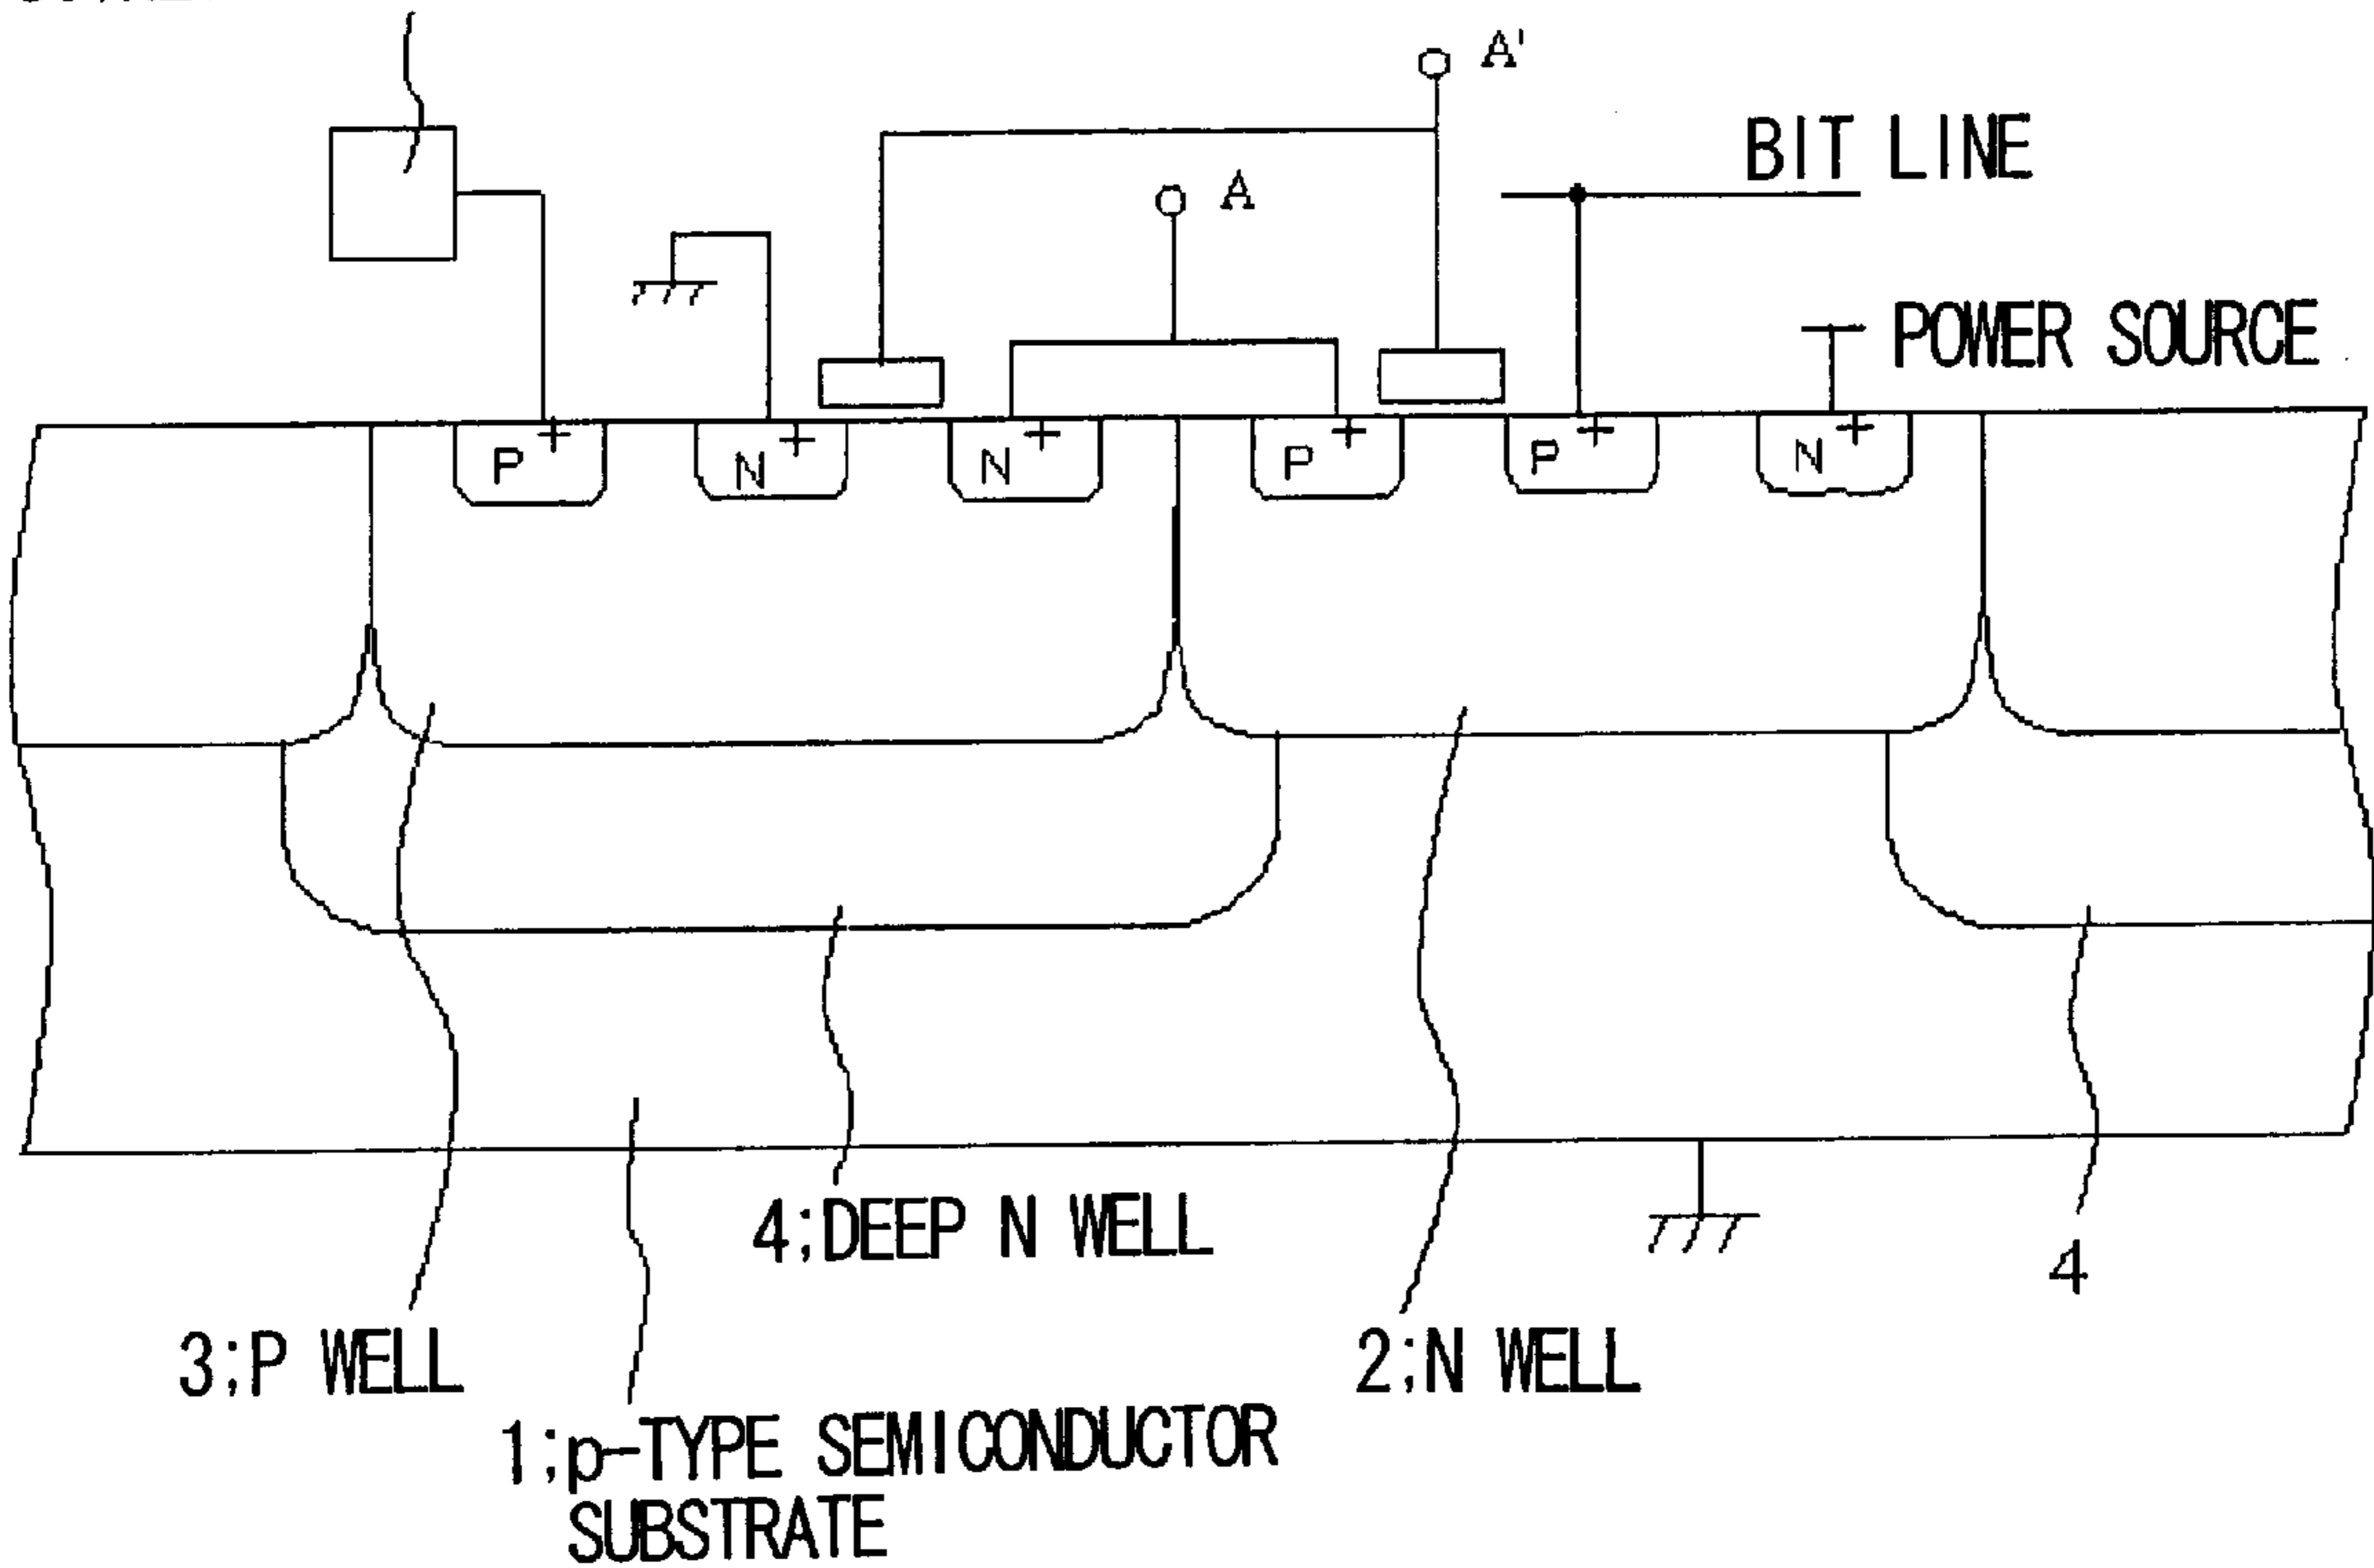 A'
BIT LINE
A
POWER SOURCE
P+ N+ N+ P+ P+ N+
4;DEEP N WELL
4
3;P WELL
2;N WELL
1;p-TYPE SEMICONDUCTOR
SUBSTRATE